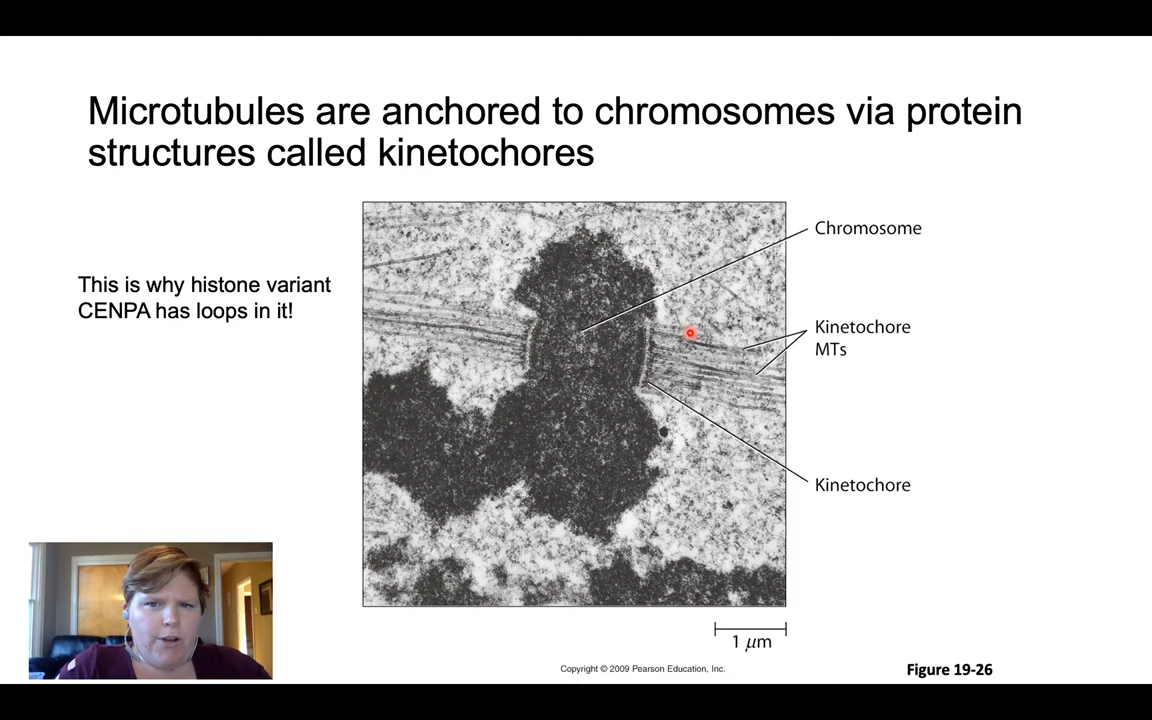 Microtubules are anchored to chromosomes via protein
structures called kinetochores
This is why histone variant
CENPA has loops in it!
Chromosome
Kinetochore
MTs
Kinetochore
1 μm
Copyright © 2009 Pearson Education, Inc.
Figure 19-26